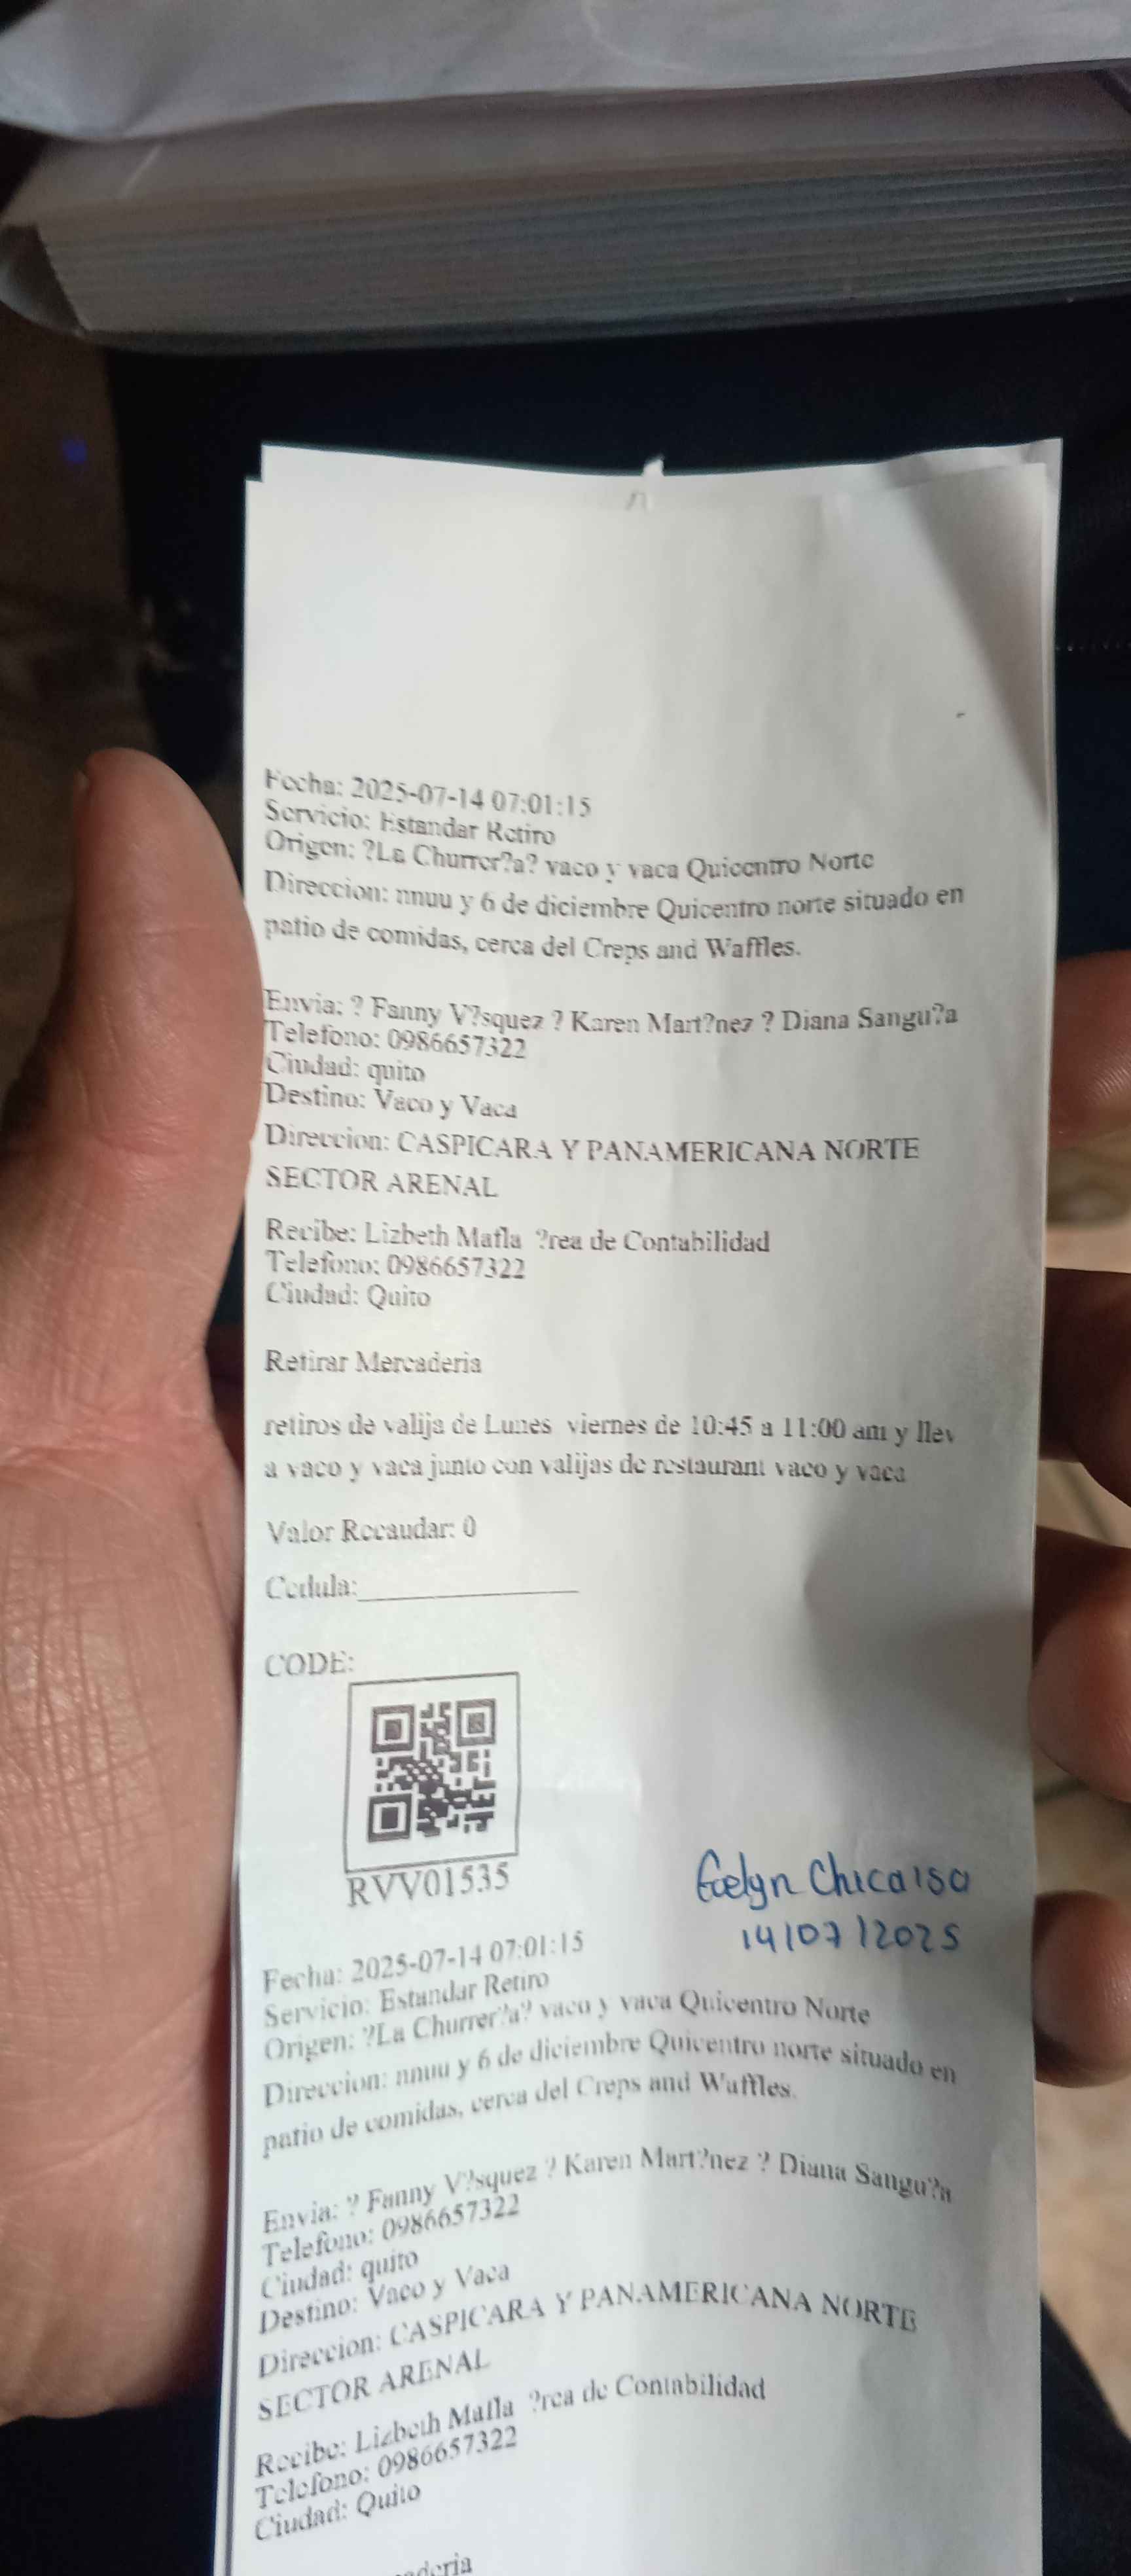 Fecha: 2025-07-14 07:01:15
Servicio: Estandar Retiro
Origen: ?La Churrer?a? vaco y vaca Quicentro Norte
Direccion: nnuu y 6 de diciembre Quicentro norte situado en
patio de comidas, cerca del Creps and Waffles.
Envia: ? Fanny V?squez ? Karen Mart?nez ? Diana Sangu?a
Telefono: 0986657322
Ciudad: quito
Destino: Vaco y Vaca
Direccion: CASPICARA Y PANAMERICANA NORTE
SECTOR ARENAL
Recibe: Lizbeth Mafla ?rea de Contabilidad
Telefono: 0986657322
Ciudad: Quito
Retirar Mercaderia
retiros de valija de Lunes viernes de 10:45 a 11:00 am y llev
a vaco y vaca junto con valijas de restaurant vaco y vaca
Valor Recaudar: 0
Cedula:
CODE:
RVV01535
Evelyn Chicaisa
14/07/2025
Fecha: 2025-07-14 07:01:15
Servicio: Estandar Retiro
Origen: ?La Churrer?a? vaco y vaca Quicentro Norte
Direccion: nnuu y 6 de diciembre Quicentro norte situado en
patio de comidas, cerca del Creps and Waffles.
Envia: ? Fanny V?squez ? Karen Mart?nez ? Diana Sangu?a
Telefono: 0986657322
Ciudad: quito
Destino: Vaco y Vaca
Direccion: CASPICARA Y PANAMERICANA NORTE
SECTOR ARENAL
Recibe: Lizbeth Mafla ?rea de Contabilidad
Telefono: 0986657322
Ciudad: Quito